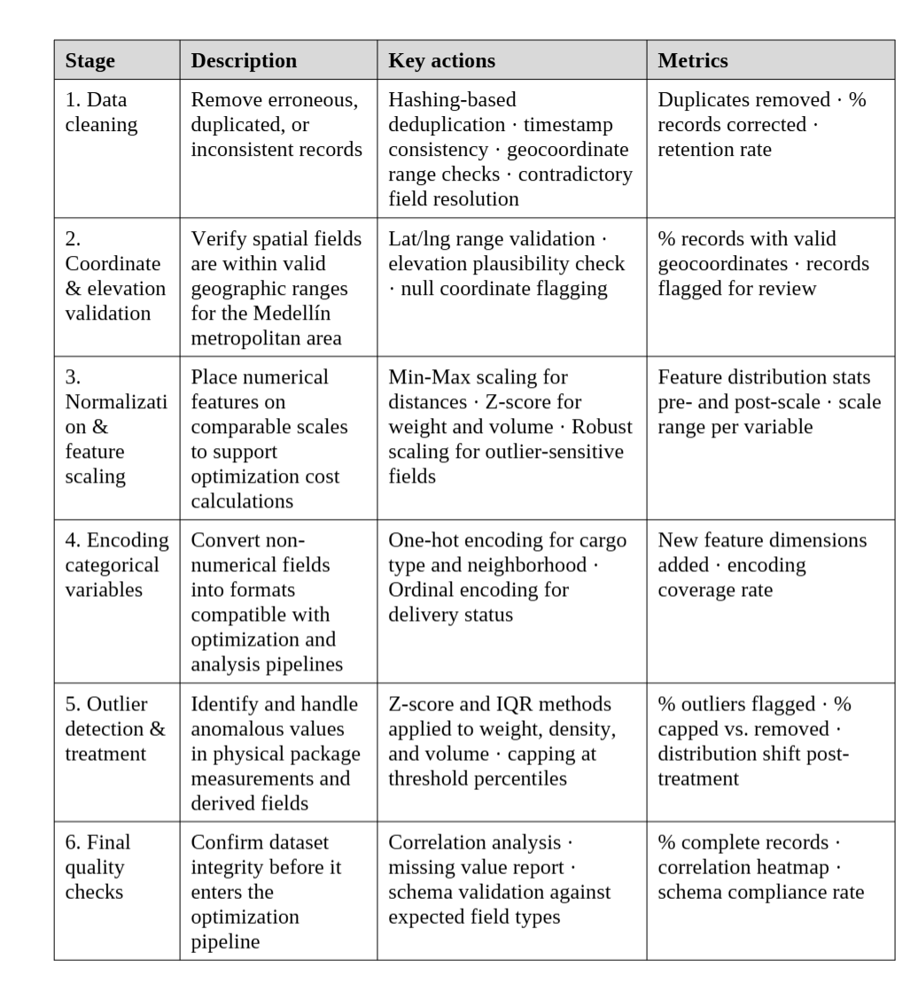 Stage
Description
Key actions
Metrics
1. Data
cleaning
Remove erroneous,
duplicated, or
inconsistent records
Hashing-based
deduplication · timestamp
consistency · geocoordinate
range checks · contradictory
field resolution
Duplicates removed · %
records corrected ·
retention rate
2.
Coordinate
& elevation
validation
Verify spatial fields
are within valid
geographic ranges
for the Medellín
metropolitan area
Lat/lng range validation ·
elevation plausibility check
· null coordinate flagging
% records with valid
geocoordinates · records
flagged for review
3.
Normalizati
on &
feature
scaling
Place numerical
features on
comparable scales
to support
optimization cost
calculations
Min-Max scaling for
distances · Z-score for
weight and volume · Robust
scaling for outlier-sensitive
fields
Feature distribution stats
pre- and post-scale · scale
range per variable
4. Encoding
categorical
variables
Convert non-
numerical fields
into formats
compatible with
optimization and
analysis pipelines
One-hot encoding for cargo
type and neighborhood ·
Ordinal encoding for
delivery status
New feature dimensions
added · encoding
coverage rate
5. Outlier
detection &
treatment
Identify and handle
anomalous values
in physical package
measurements and
derived fields
Z-score and IQR methods
applied to weight, density,
and volume · capping at
threshold percentiles
% outliers flagged · %
capped vs. removed ·
distribution shift post-
treatment
6. Final
quality
checks
Confirm dataset
integrity before it
enters the
optimization
pipeline
Correlation analysis ·
missing value report ·
schema validation against
expected field types
% complete records ·
correlation heatmap ·
schema compliance rate